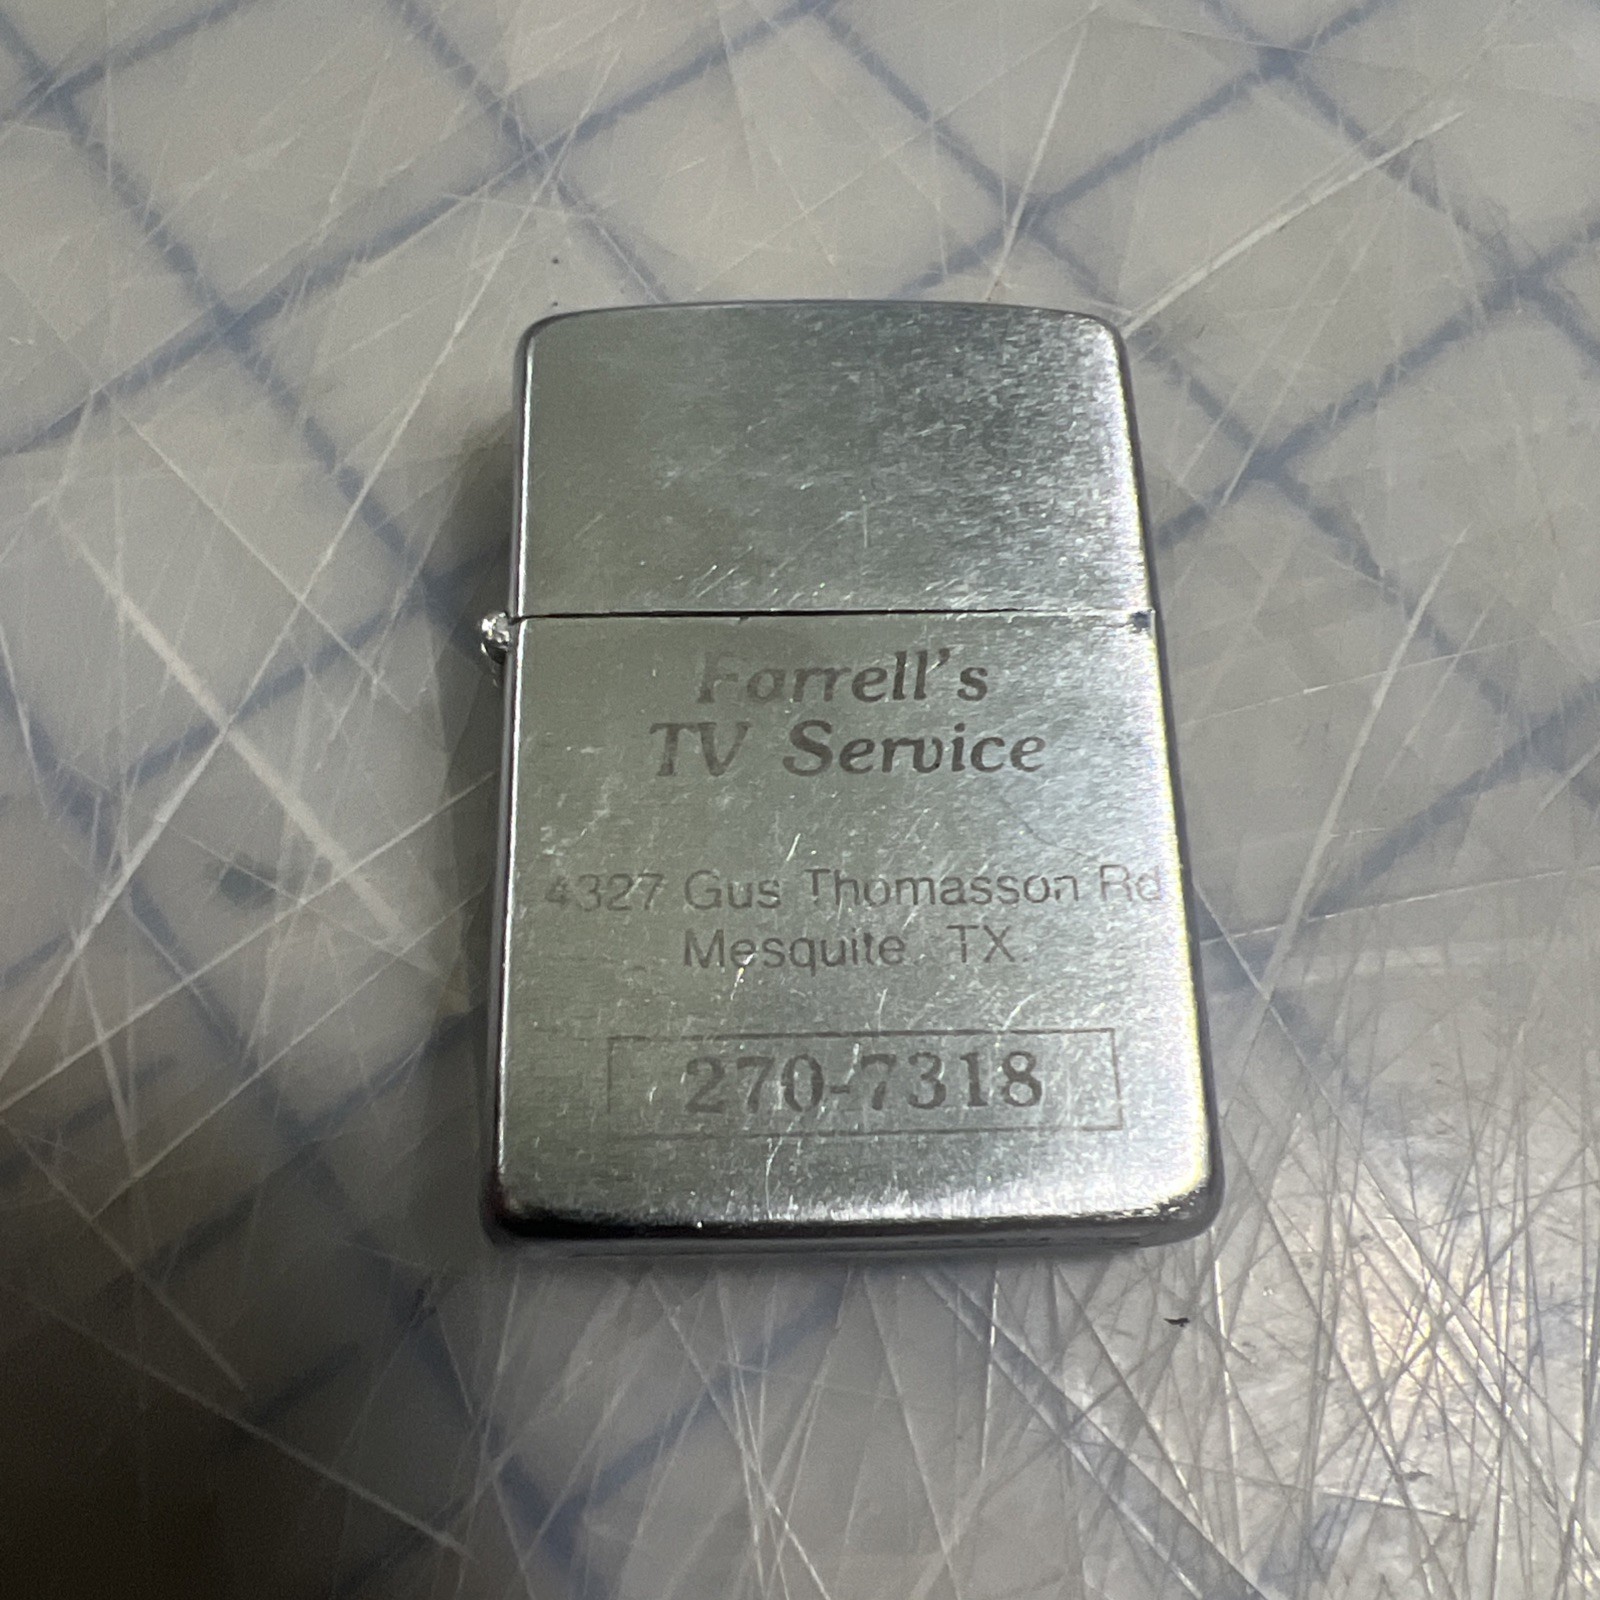 Farrell's
TV Service
4327 Gus Thomasson Rd
Mesquite, TX.
270-7318